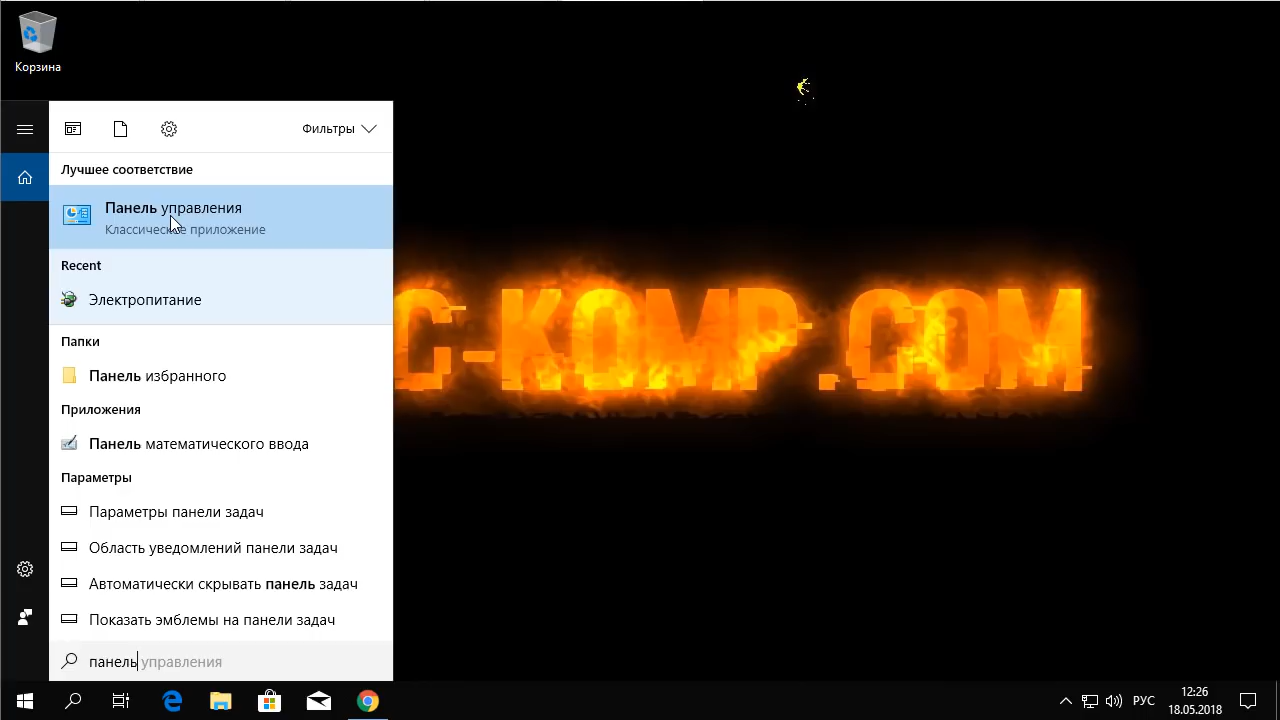 Корзина
Фильтры
Лучшее соответствие
Панель управления
Классическое приложение
Recent
Электропитание
Папки
Панель избранного
Приложения
Панель математического ввода
Параметры
Параметры панели задач
Область уведомлений панели задач
Автоматически скрывать панель задач
Показать эмблемы на панели задач
панель управления
C-KOMP.COM
РУС
12:26
18.05.2018